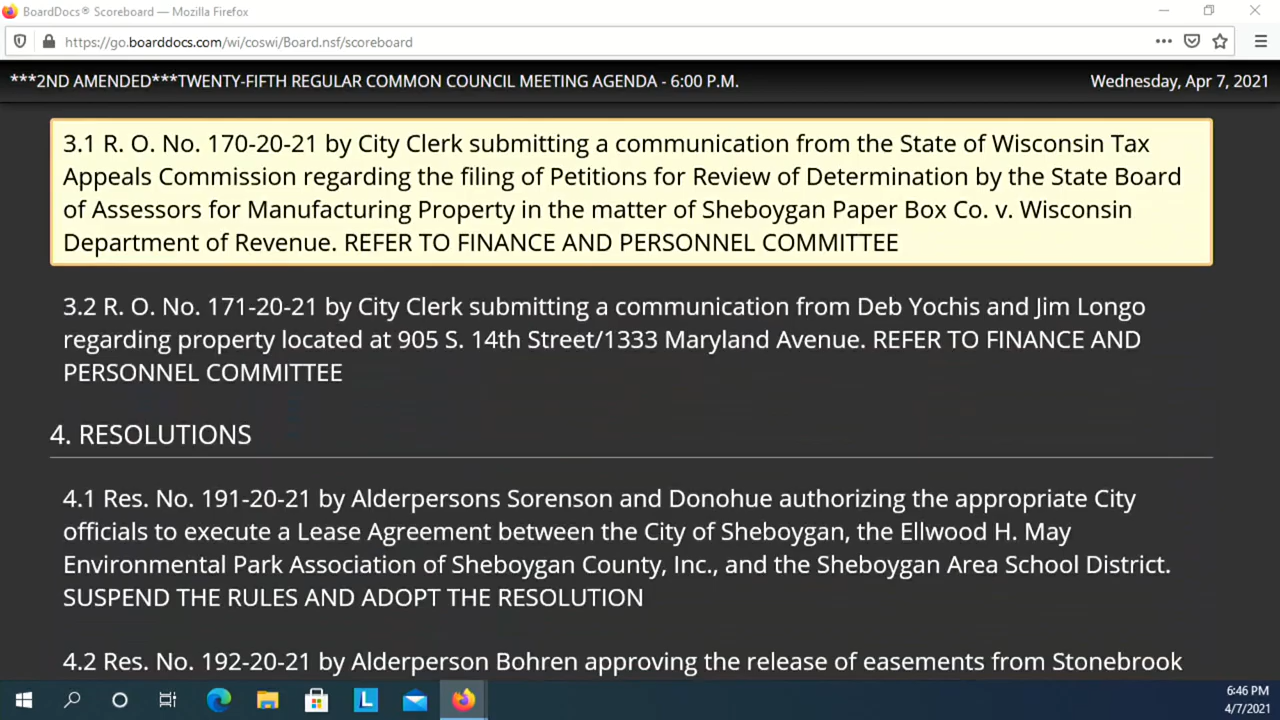 BoardDocs® Scoreboard — Mozilla Firefox
https://go.boarddocs.com/wi/coswi/Board.nsf/scoreboard
***2ND AMENDED***TWENTY-FIFTH REGULAR COMMON COUNCIL MEETING AGENDA - 6:00 P.M.
Wednesday, Apr 7, 2021
3.1 R. O. No. 170-20-21 by City Clerk submitting a communication from the State of Wisconsin Tax
Appeals Commission regarding the filing of Petitions for Review of Determination by the State Board
of Assessors for Manufacturing Property in the matter of Sheboygan Paper Box Co. v. Wisconsin
Department of Revenue. REFER TO FINANCE AND PERSONNEL COMMITTEE
3.2 R. O. No. 171-20-21 by City Clerk submitting a communication from Deb Yochis and Jim Longo
regarding property located at 905 S. 14th Street/1333 Maryland Avenue. REFER TO FINANCE AND
PERSONNEL COMMITTEE
4. RESOLUTIONS
4.1 Res. No. 191-20-21 by Alderpersons Sorenson and Donohue authorizing the appropriate City
officials to execute a Lease Agreement between the City of Sheboygan, the Ellwood H. May
Environmental Park Association of Sheboygan County, Inc., and the Sheboygan Area School District.
SUSPEND THE RULES AND ADOPT THE RESOLUTION
4.2 Res. No. 192-20-21 by Alderperson Bohren approving the release of easements from Stonebrook
L
6:46 PM
4/7/2021